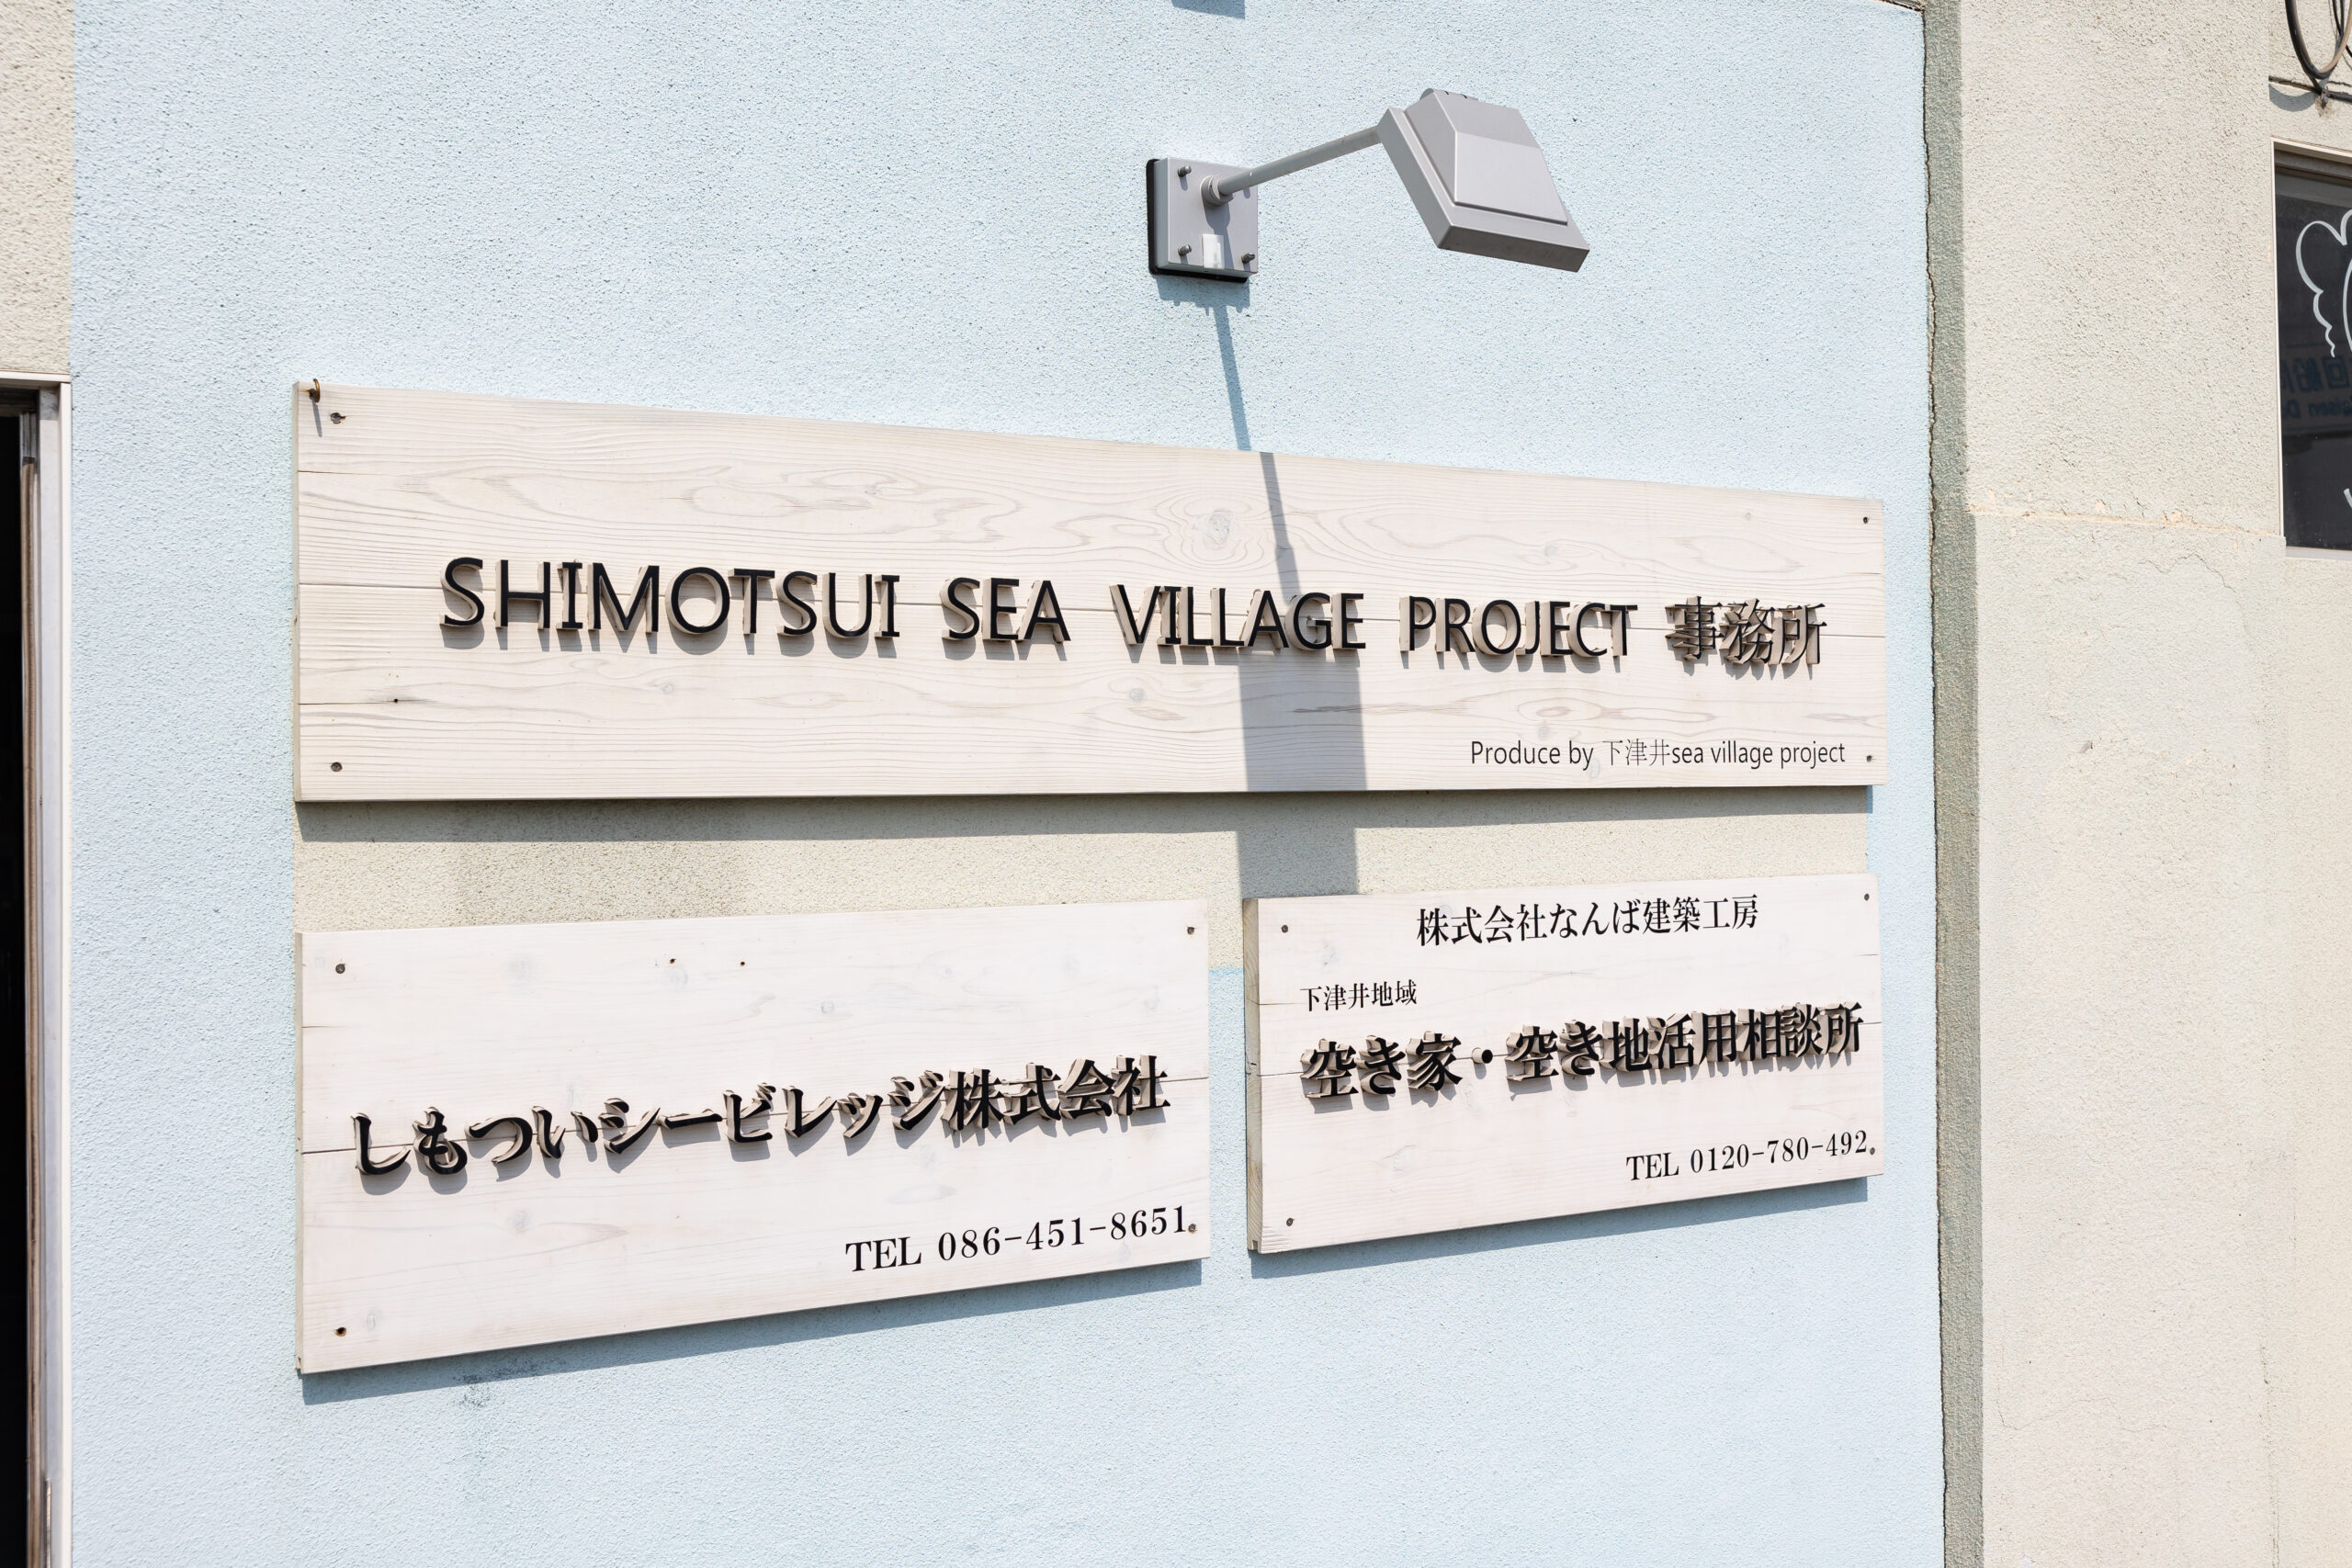 SHIMOTSUI SEA VILLAGE PROJECT 事務所
Produce by 下津井sea village project
しもついシービレッジ株式会社
TEL 086-451-8651
株式会社なんば建築工房
下津井地域
空き家・空き地活用相談所
TEL 0120-780-492